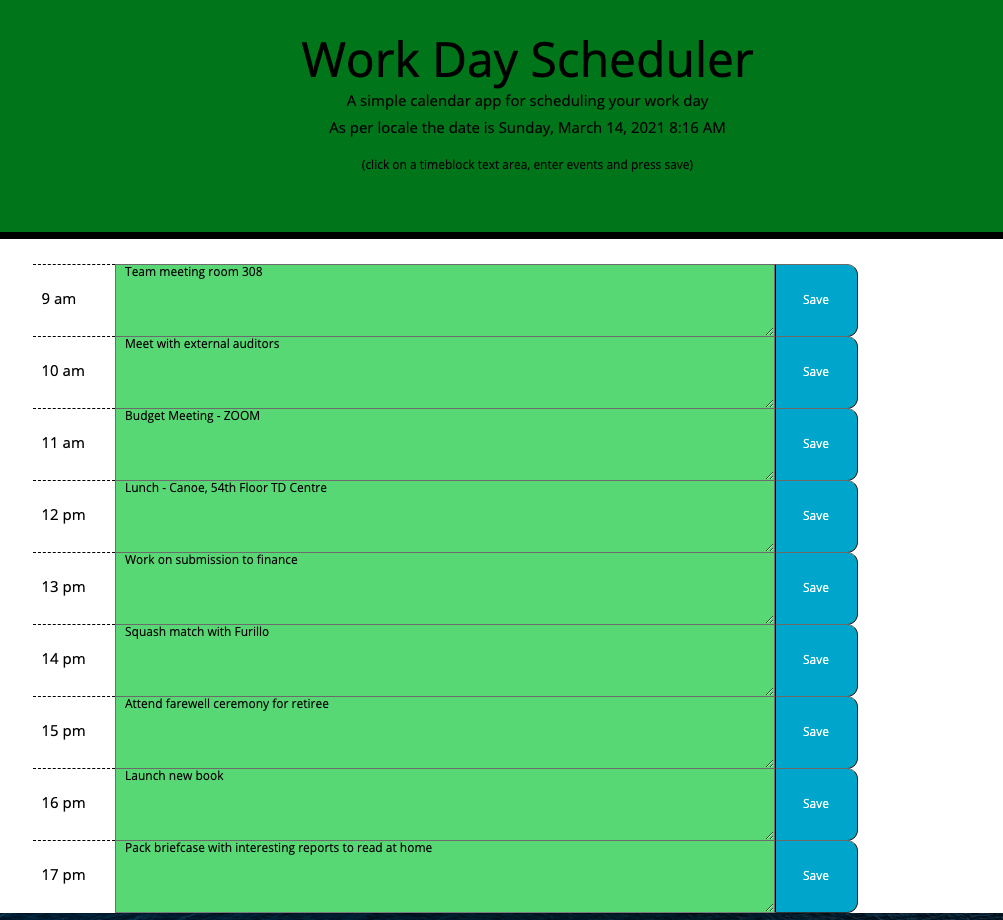 Work Day Scheduler
A simple calendar app for scheduling your work day
As per locale the date is Sunday, March 14, 2021 8:16 AM
(click on a timeblock text area, enter events and press save)
9 am Team meeting room 308 Save
10 am Meet with external auditors Save
11 am Budget Meeting - ZOOM Save
12 pm Lunch - Canoe, 54th Floor TD Centre Save
13 pm Work on submission to finance Save
14 pm Squash match with Furillo Save
15 pm Attend farewell ceremony for retiree Save
16 pm Launch new book Save
17 pm Pack briefcase with interesting reports to read at home Save